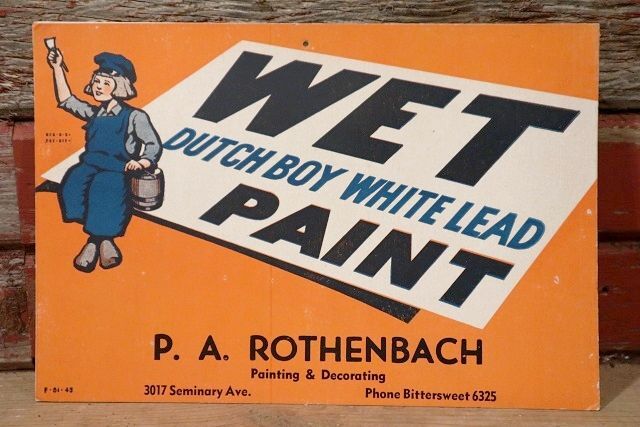 WET
DUTCH BOY WHITE LEAD
PAINT
P. A. ROTHENBACH
Painting & Decorating
3017 Seminary Ave. Phone Bittersweet 6325